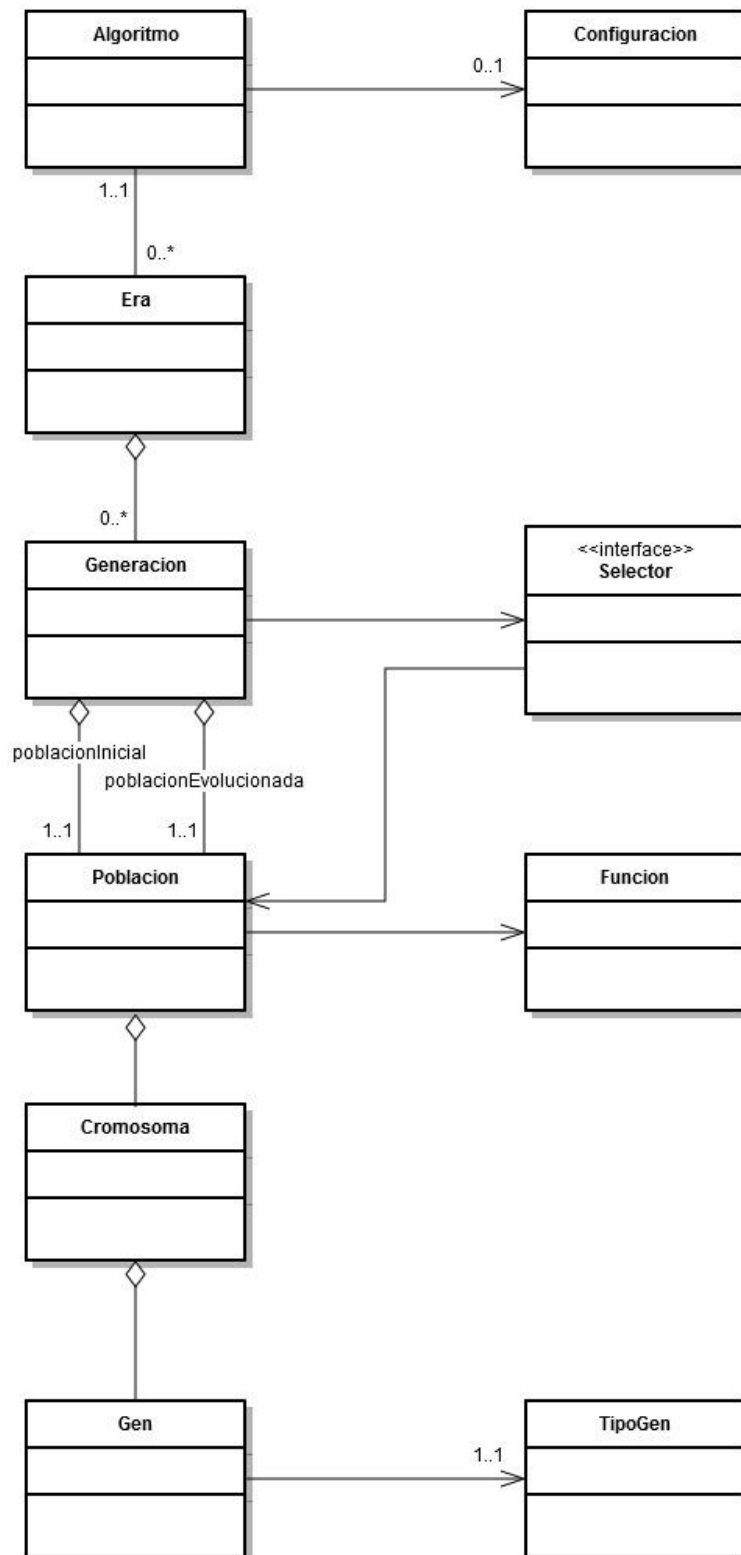 Algoritmo
Configuracion
0..1
1..1
0..*
Era
0..*
Generacion
<<interface>>
Selector
poblacionInicial
poblacionEvolucionada
1..1
1..1
Poblacion
Funcion
Cromosoma
Gen
TipoGen
1..1